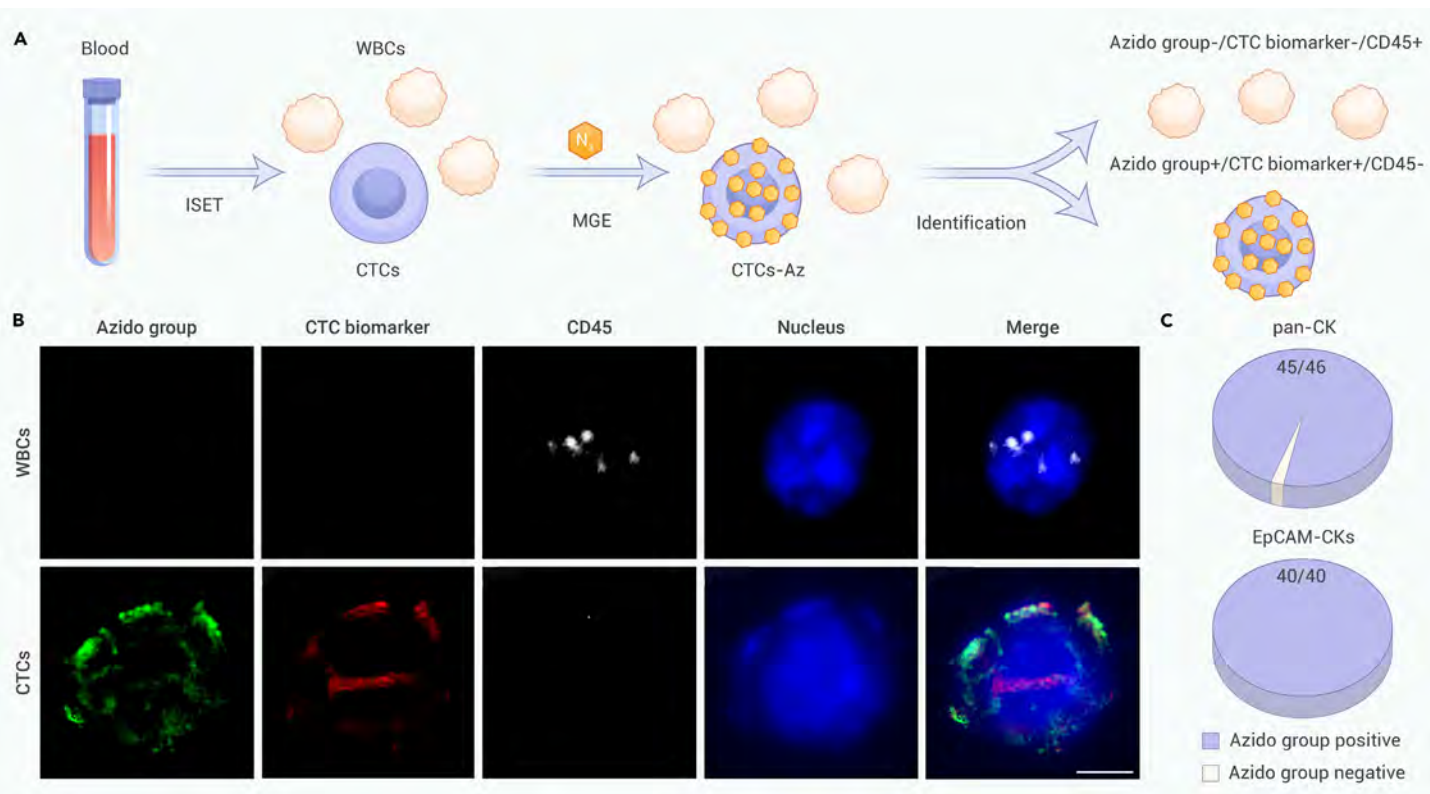 A
Blood
WBCs
ISET
CTCs
N₃
MGE
CTCs-Az
Identification
Azido group-/CTC biomarker-/CD45+
Azido group+/CTC biomarker+/CD45-
B
Azido group
CTC biomarker
CD45
Nucleus
Merge
WBCs
CTCs
C
pan-CK
45/46
EpCAM-CKs
40/40
Azido group positive
Azido group negative